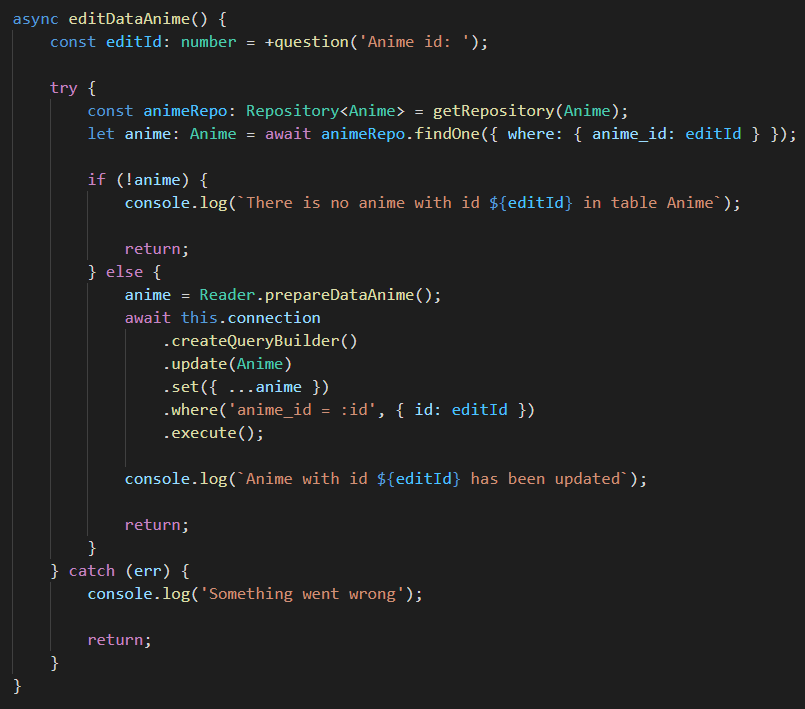 async editDataAnime() {
    const editId: number = +question('Anime id: ');

    try {
        const animeRepo: Repository<Anime> = getRepository(Anime);
        let anime: Anime = await animeRepo.findOne({ where: { anime_id: editId } });

        if (!anime) {
            console.log(`There is no anime with id ${editId} in table Anime`);

            return;
        } else {
            anime = Reader.prepareDataAnime();
            await this.connection
                .createQueryBuilder()
                .update(Anime)
                .set({ ...anime })
                .where('anime_id = :id', { id: editId })
                .execute();

            console.log(`Anime with id ${editId} has been updated`);

            return;
        }
    } catch (err) {
        console.log('Something went wrong');

        return;
    }
}